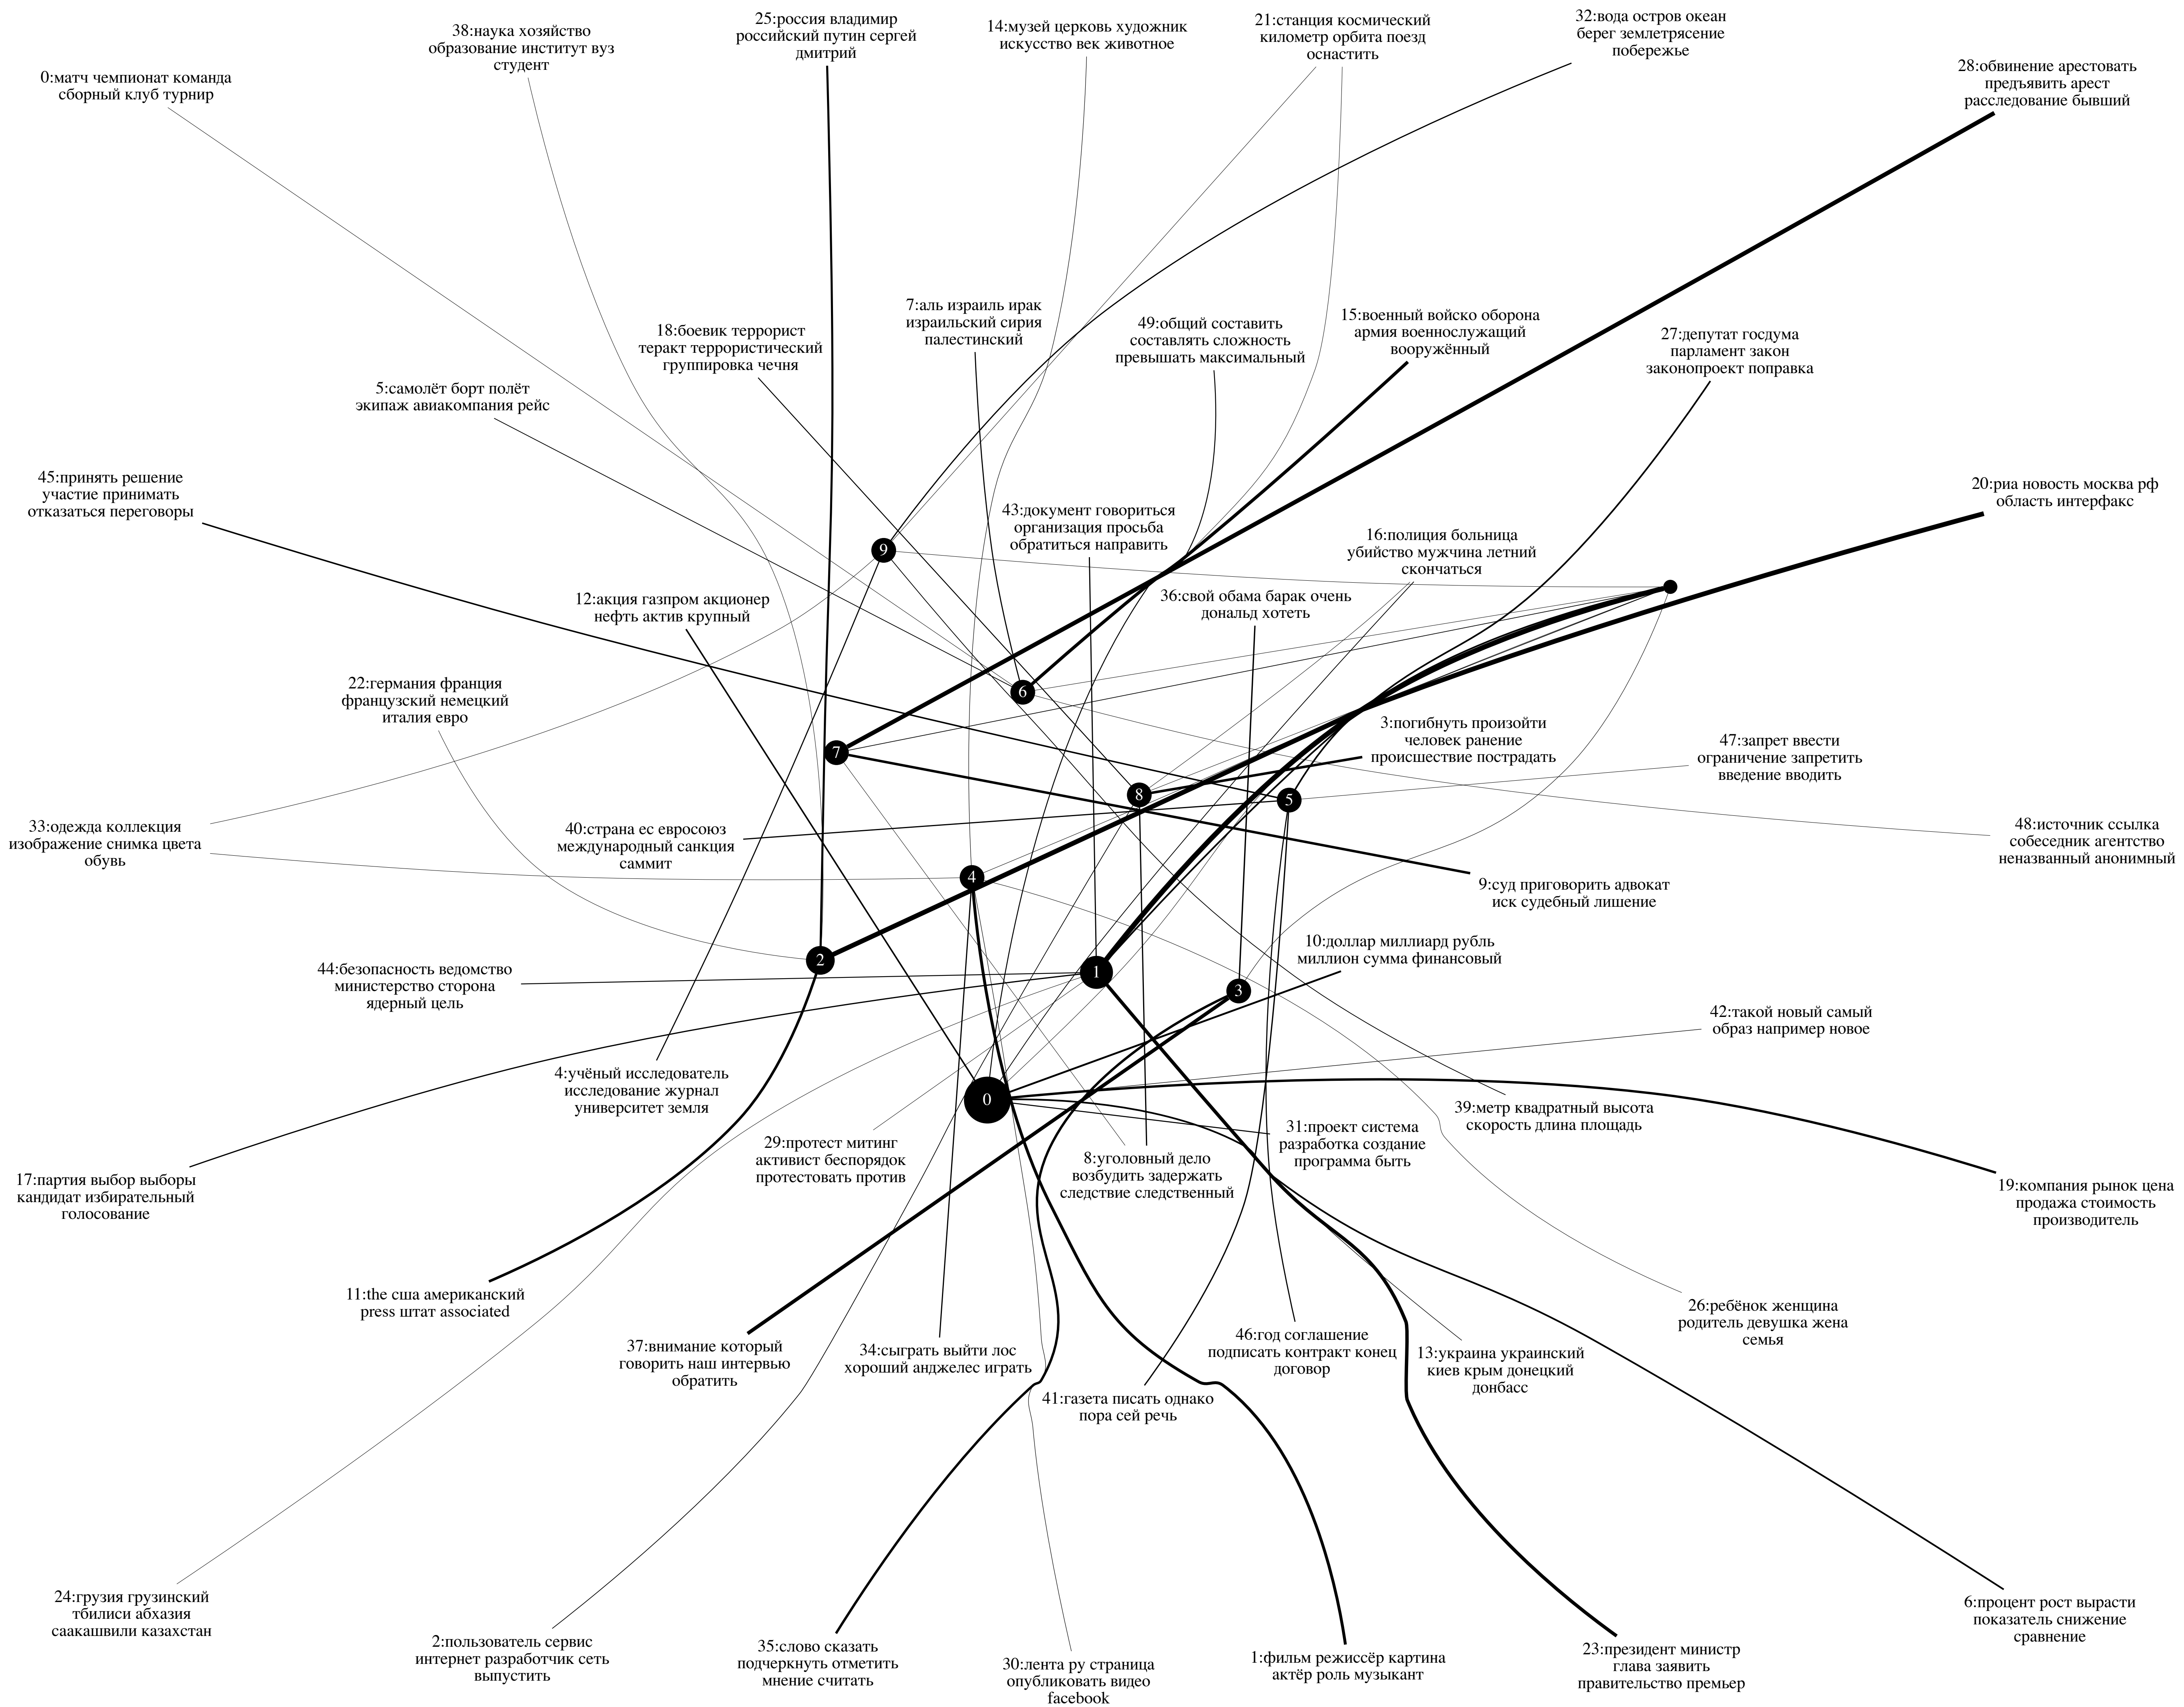 38:наука хозяйство
образование институт вуз
студент
25:россия владимир
российский путин сергей
дмитрий
14:музей церковь художник
искусство век животное
21:станция космический
километр орбита поезд
оснастить
32:вода остров океан
берег землетрясение
побережье
0:матч чемпионат команда
сборный клуб турнир
28:обвинение арестовать
предъявить арест
расследование бывший
18:боевик террорист
теракт террористический
группировка чечня
7:аль израиль ирак
израильский сирия
палестинский
49:общий составить
составлять сложность
превышать максимальный
15:военный войско оборона
армия военнослужащий
вооружённый
27:депутат госдума
парламент закон
законопроект поправка
5:самолёт борт полёт
экипаж авиакомпания рейс
45:принять решение
участие принимать
отказаться переговоры
43:документ говориться
организация просьба
обратиться направить
20:риа новость москва рф
область интерфакс
16:полиция больница
убийство мужчина летний
скончаться
9
12:акция газпром акционер
нефть актив крупный
36:свой обама барак очень
дональд хотеть
22:германия франция
французский немецкий
италия евро
6
3:погибнуть произойти
человек ранение
происшествие пострадать
47:запрет ввести
ограничение запретить
введение вводить
7
8
5
33:одежда коллекция
изображение снимка цвета
обувь
40:страна ес евросоюз
международный санкция
саммит
48:источник ссылка
собеседник агентство
неназванный анонимный
4
9:суд приговорить адвокат
иск судебный лишение
2
44:безопасность ведомство
министерство сторона
ядерный цель
1
3
10:доллар миллиард рубль
миллион сумма финансовый
42:такой новый самый
образ например новое
4:учёный исследователь
исследование журнал
университет земля
0
39:метр квадратный высота
скорость длина площадь
29:протест митинг
активист беспорядок
протестовать против
8:уголовный дело
возбудить задержать
следствие следственный
31:проект система
разработка создание
программа быть
17:партия выбор выборы
кандидат избирательный
голосование
19:компания рынок цена
продажа стоимость
производитель
11:the сша американский
press штат associated
26:ребёнок женщина
родитель девушка жена
семья
37:внимание который
говорить наш интервью
обратить
34:сыграть выйти лос
хороший анджелес играть
46:год соглашение
подписать контракт конец
договор
13:украина украинский
киев крым донецкий
донбасс
41:газета писать однако
пора сей речь
24:грузия грузинский
тбилиси абхазия
саакашвили казахстан
2:пользователь сервис
интернет разработчик сеть
выпустить
35:слово сказать
подчеркнуть отметить
мнение считать
30:лента ру страница
опубликовать видео
facebook
1:фильм режиссёр картина
актёр роль музыкант
23:президент министр
глава заявить
правительство премьер
6:процент рост вырасти
показатель снижение
сравнение